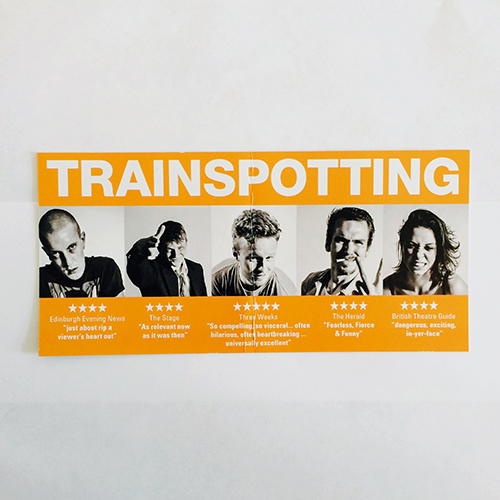 TRAINSPOTTING
★★★★
Edinburgh Evening News
"just about rip a
viewer's heart out"
★★★★
The Stage
"As relevant now
as it was then"
★★★★★
Three Weeks
"So compelling, so visceral... often
hilarious, often heartbreaking ...
universally excellent"
★★★★
The Herald
"Fearless, Fierce
& Funny"
★★★★
British Theatre Guide
"dangerous, exciting,
in-yer-face"